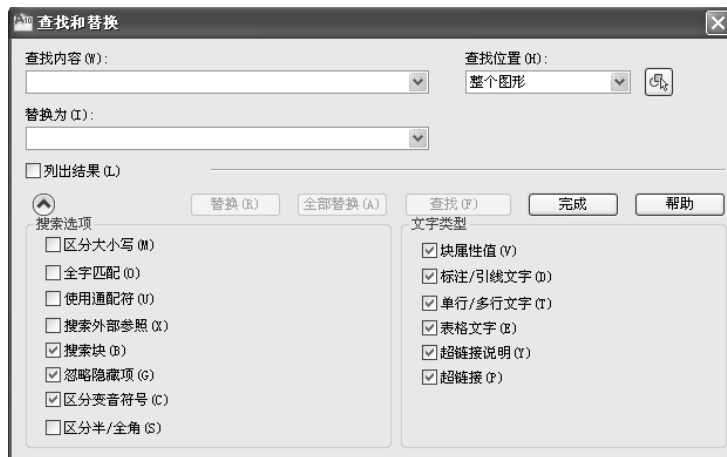 查找和替换
查找内容(W):
查找位置(H):
整个图形
替换为(I):
列出结果(L)
替换(R) 全部替换(A) 查找(F) 完成 帮助
搜索选项
区分大小写(M)
全字匹配(O)
使用通配符(U)
搜索外部参照(X)
搜索块(B)
忽略隐藏项(G)
区分变音符号(C)
区分半/全角(S)
文字类型
块属性值(V)
标注/引线文字(D)
单行/多行文字(T)
表格文字(E)
超链接说明(Y)
超链接(P)